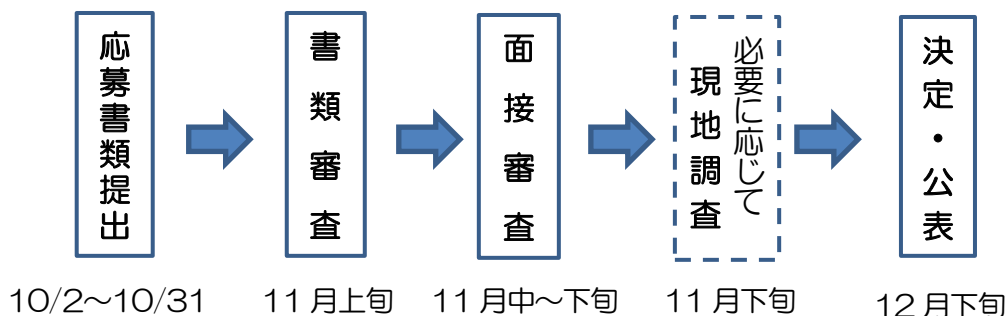 応募書類提出
書類審査
面接審査
必要に応じて
現地調査
決定・公表
10/2~10/31
11月上旬
11月中~下旬
11月下旬
12月下旬